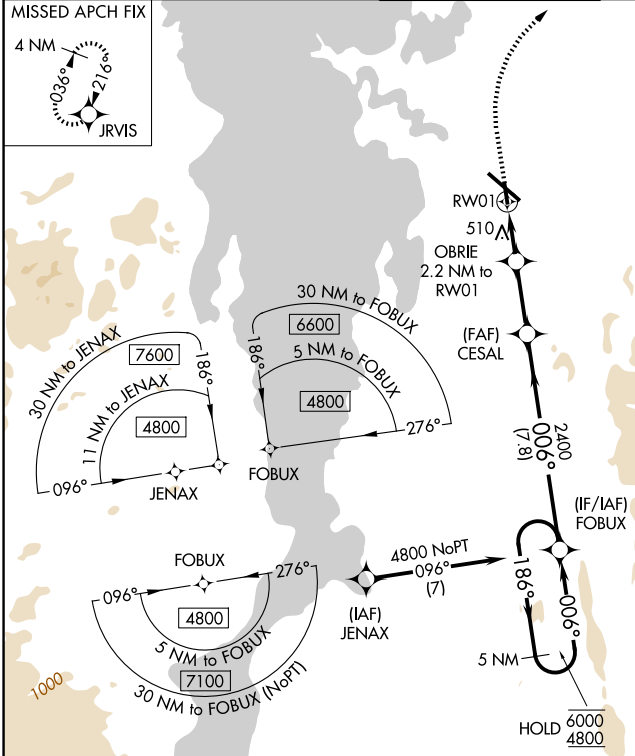 MISSED APCH FIX
4 NM
036°
216°
JRVIS
RW01
510
OBRIE
2.2 NM to
RW01
(FAF)
CESAL
30 NM to FOBUX
6600
186°
5 NM to FOBUX
4800
276°
FOBUX
30 NM to JENAX
7600
186°
11 NM to JENAX
4800
096°
JENAX
2400
006°
(7.8)
(IF/IAF)
FOBUX
FOBUX
096°
276°
4800
5 NM to FOBUX
7100
30 NM to FOBUX (NoPT)
4800 NoPT
096°
(7)
(IAF)
JENAX
186°
006°
5 NM
HOLD 6000
4800
1000